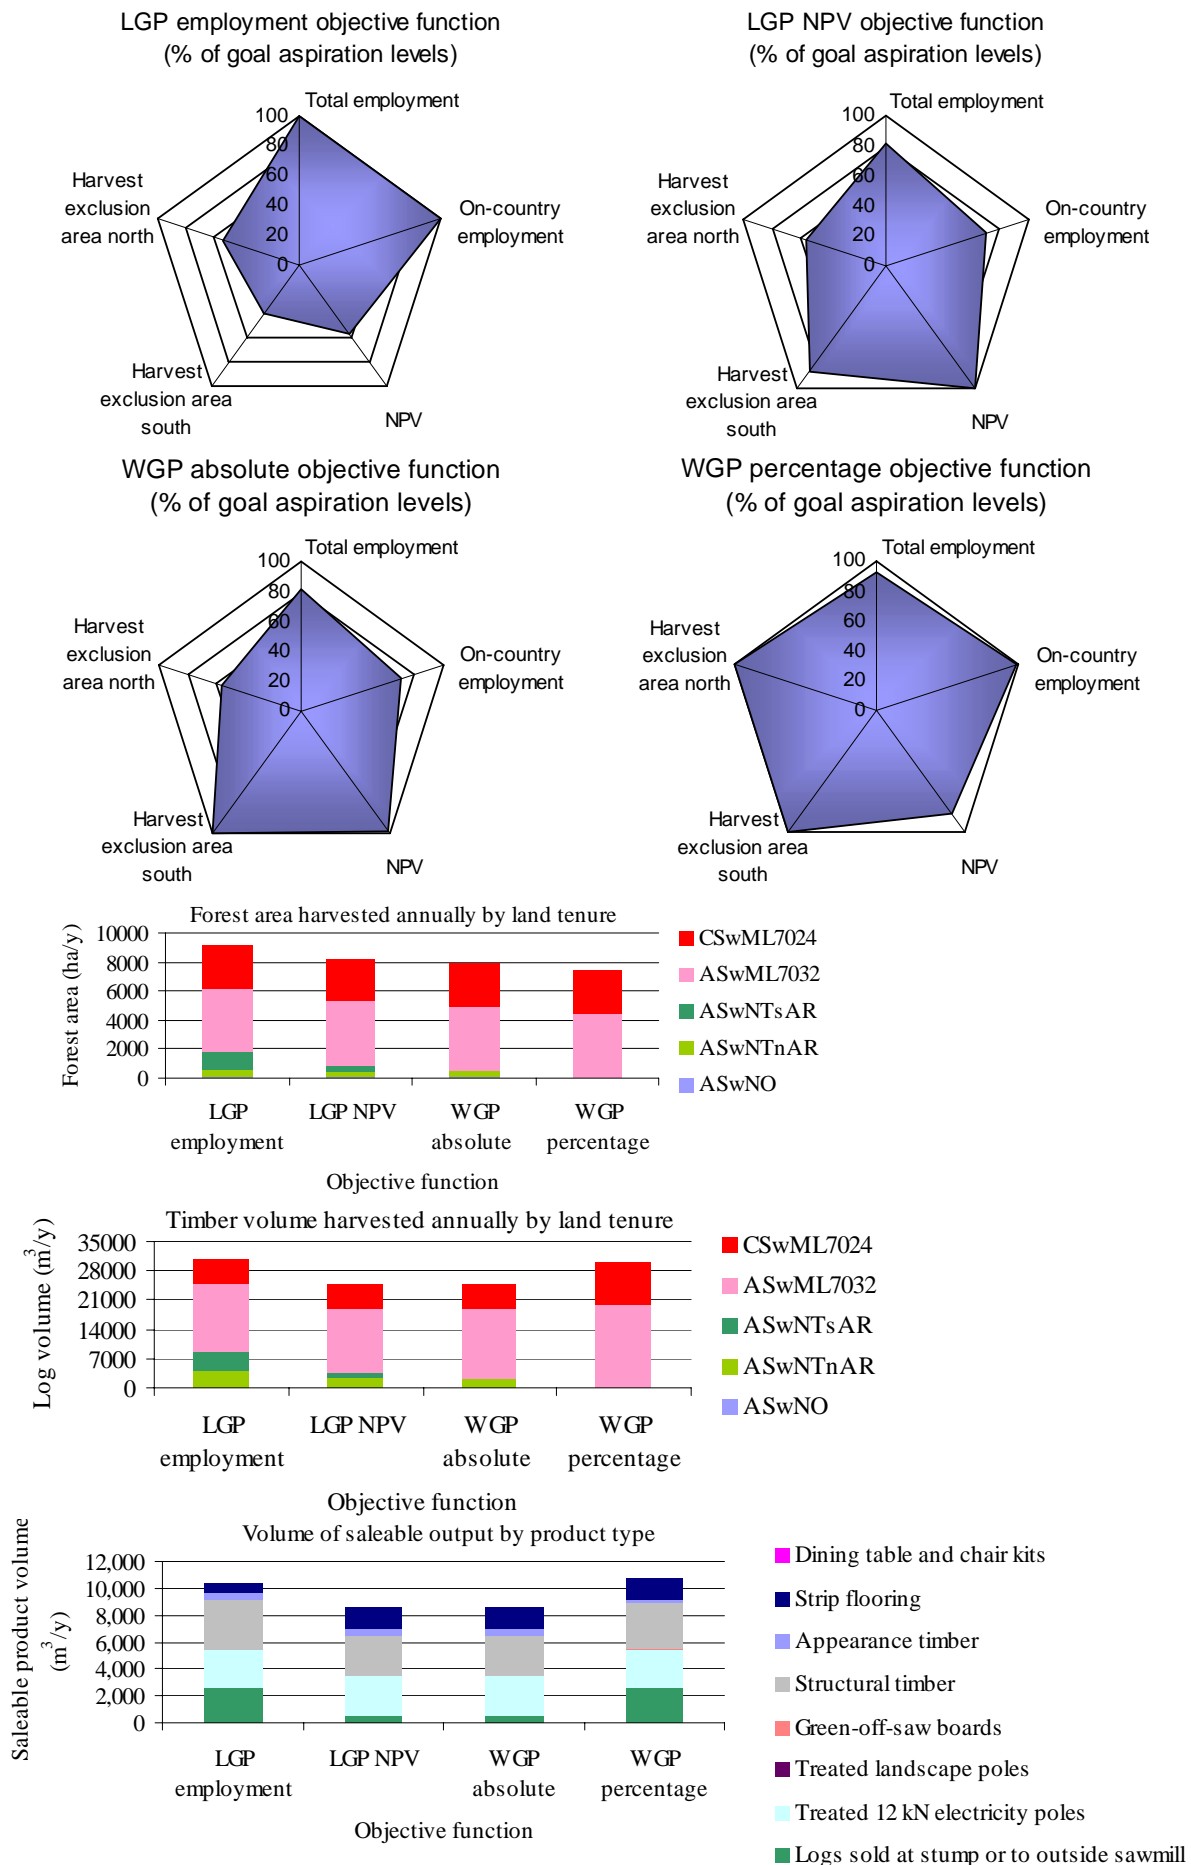 LGP employment objective function
(% of goal aspiration levels)
Total employment
100
80
60
40
20
0
Harvest
exclusion
area north
On-country
employment
Harvest
exclusion area
south
NPV
LGP NPV objective function
(% of goal aspiration levels)
Total employment
100
80
60
40
20
0
Harvest
exclusion
area north
On-country
employment
Harvest
exclusion area
south
NPV
WGP absolute objective function
(% of goal aspiration levels)
Total employment
100
80
60
40
20
0
Harvest
exclusion
area north
On-country
employment
Harvest
exclusion area
south
NPV
WGP percentage objective function
(% of goal aspiration levels)
Total employment
100
80
60
40
20
0
Harvest
exclusion
area north
On-country
employment
Harvest
exclusion area
south
NPV
Forest area harvested annually by land tenure
Forest area (ha/y)
10000
8000
6000
4000
2000
0
LGP
employment
LGP NPV
WGP
absolute
WGP
percentage
Objective function
CSwML7024
ASwML7032
ASwNTsAR
ASwNTnAR
ASwNO
Timber volume harvested annually by land tenure
Log volume (m³/y)
35000
28000
21000
14000
7000
0
LGP
employment
LGP NPV
WGP
absolute
WGP
percentage
Objective function
CSwML7024
ASwML7032
ASwNTsAR
ASwNTnAR
ASwNO
Volume of saleable output by product type
Saleable product volume
(m³/y)
12,000
10,000
8,000
6,000
4,000
2,000
0
LGP
employment
LGP NPV
WGP
absolute
WGP
percentage
Objective function
Dining table and chair kits
Strip flooring
Appearance timber
Structural timber
Green-off-saw boards
Treated landscape poles
Treated 12 kN electricity poles
Logs sold at stump or to outside sawmill